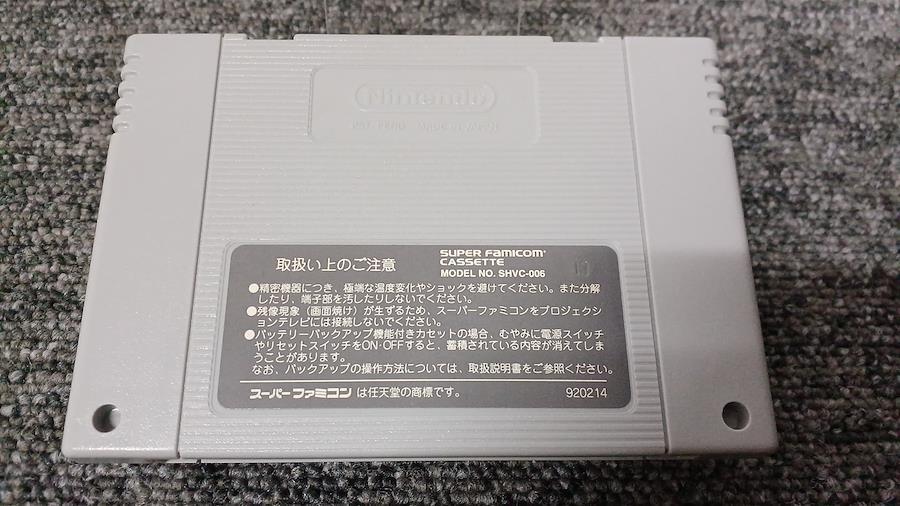 Nintendo
PAT. PEND. MADE IN JAPAN
取扱い上のご注意
SUPER FAMICOM
CASSETTE
MODEL NO. SHVC-006
10
●精密機器につき、極端な温度変化やショックを避けてください。また分解
したり、端子部を汚したりしないでください。
●残像現象（画面焼け）が生ずるため、スーパーファミコンをプロジェクシ
ョンテレビには接続しないでください。
●バッテリーバックアップ機能付きカセットの場合、むやみに電源スイッチ
やリセットスイッチをON・OFFすると、蓄積されている内容が消えてしま
うことがあります。
なお、バックアップの操作方法については、取扱説明書をご参照ください。
スーパーファミコンは任天堂の商標です。
920214